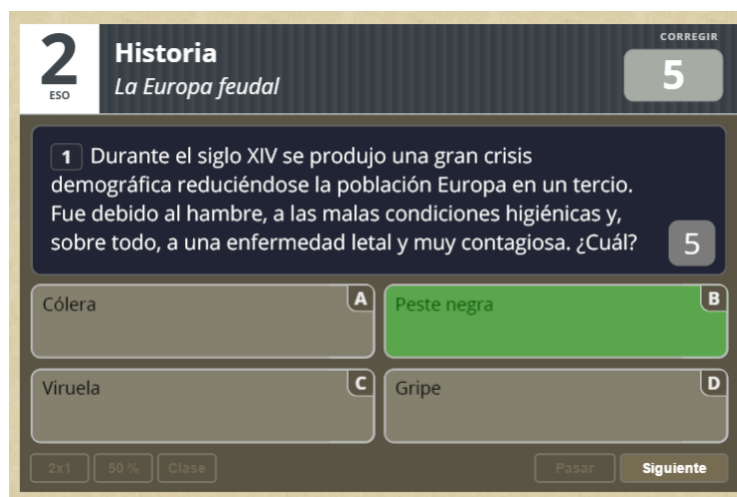 2
ESO
Historia
La Europa feudal
CORREGIR
5
1 Durante el siglo XIV se produjo una gran crisis
demográfica reduciéndose la población Europa en un tercio.
Fue debido al hambre, a las malas condiciones higiénicas y,
sobre todo, a una enfermedad letal y muy contagiosa. ¿Cuál?
5
Cólera
A
Peste negra
B
Viruela
C
Gripe
D
2x1
50 %
Clase
Pasar
Siguiente